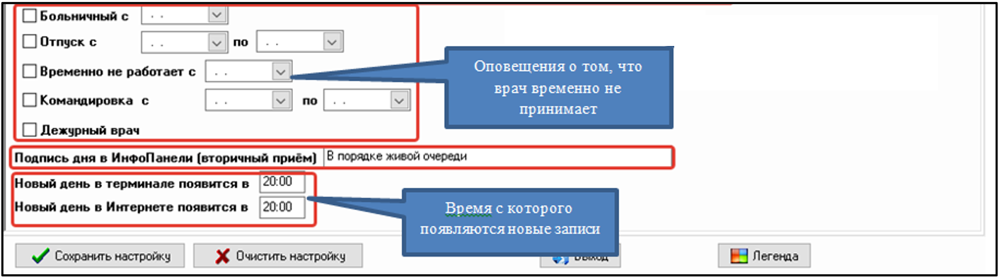 Больничный с . .
Отпуск с . . по . .
Временно не работает с . .
Командировка с . . по . .
Дежурный врач
Оповещения о том, что
врач временно не
принимает
Подпись дня в ИнфоПанели (вторичный приём) В порядке живой очереди
Новый день в терминале появится в 20:00
Новый день в Интернете появится в 20:00
Время с которого
появляются новые записи
Сохранить настройку Очистить настройку Выход Легенда